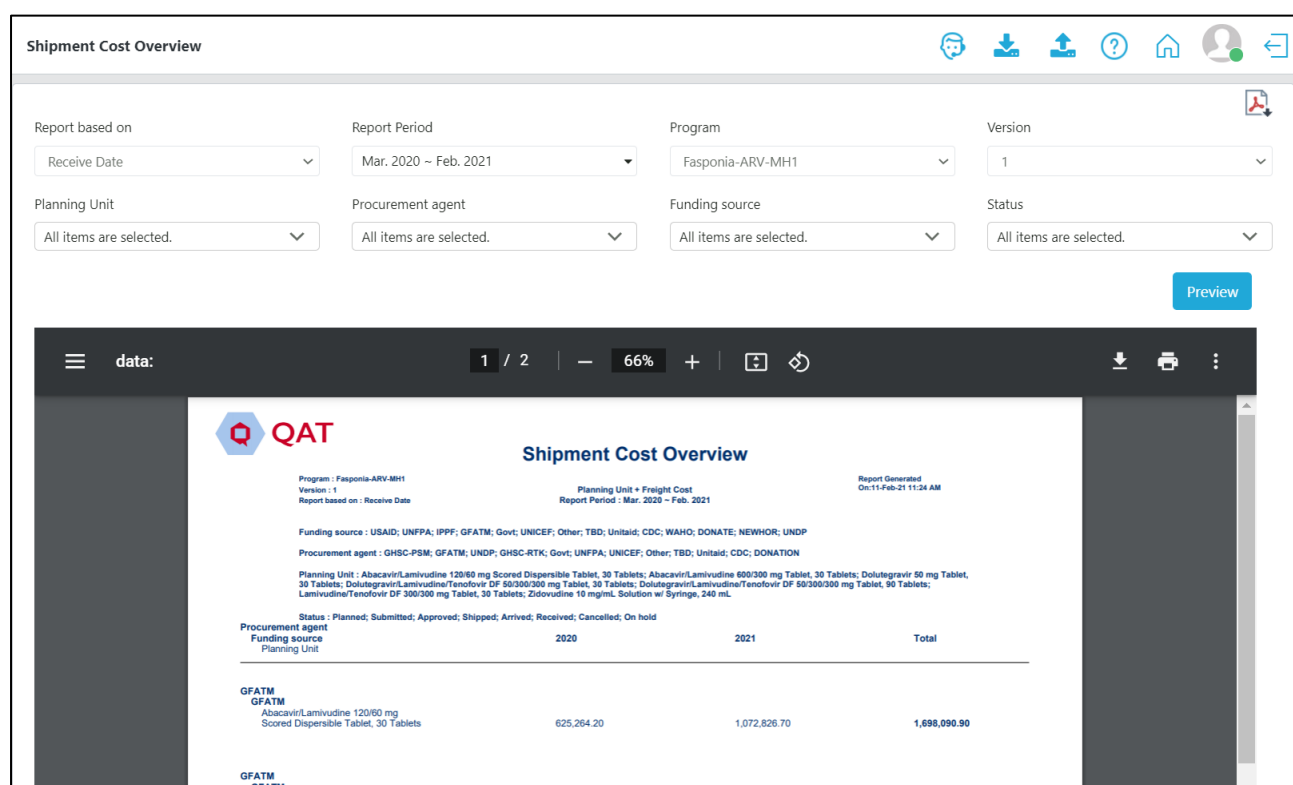 Shipment Cost Overview
Report based on
Report Period
Program
Version
Receive Date
Mar. 2020 ~ Feb. 2021
Fasponia-ARV-MH1
1
Planning Unit
Procurement agent
Funding source
Status
All items are selected.
All items are selected.
All items are selected.
All items are selected.
Preview
data:
1 / 2
66%
QAT
Shipment Cost Overview
Program : Fasponia-ARV-MH1
Version : 1
Report based on : Receive Date
Planning Unit + Freight Cost
Report Period : Mar. 2020 ~ Feb. 2021
Report Generated
On:11-Feb-21 11:24 AM
Funding source : USAID; UNFPA; IPPF; GFATM; Govt; UNICEF; Other; TBD; Unitaid; CDC; WAHO; DONATE; NEWHOR; UNDP
Procurement agent : GHSC-PSM; GFATM; UNDP; GHSC-RTK; Govt; UNFPA; UNICEF; Other; TBD; Unitaid; CDC; DONATION
Planning Unit : Abacavir/Lamivudine 120/60 mg Scored Dispersible Tablet, 30 Tablets; Abacavir/Lamivudine 600/300 mg Tablet, 30 Tablets; Dolutegravir 50 mg Tablet,
30 Tablets; Dolutegravir/Lamivudine/Tenofovir DF 50/300/300 mg Tablet, 30 Tablets; Dolutegravir/Lamivudine/Tenofovir DF 50/300/300 mg Tablet, 90 Tablets;
Lamivudine/Tenofovir DF 300/300 mg Tablet, 30 Tablets; Zidovudine 10 mg/mL Solution w/ Syringe, 240 mL
Status : Planned; Submitted; Approved; Shipped; Arrived; Received; Cancelled; On hold
Procurement agent
Funding source 2020 2021 Total
Planning Unit
GFATM
GFATM
Abacavir/Lamivudine 120/60 mg
Scored Dispersible Tablet, 30 Tablets 625,264.20 1,072,826.70 1,698,090.90
GFATM
GFATM